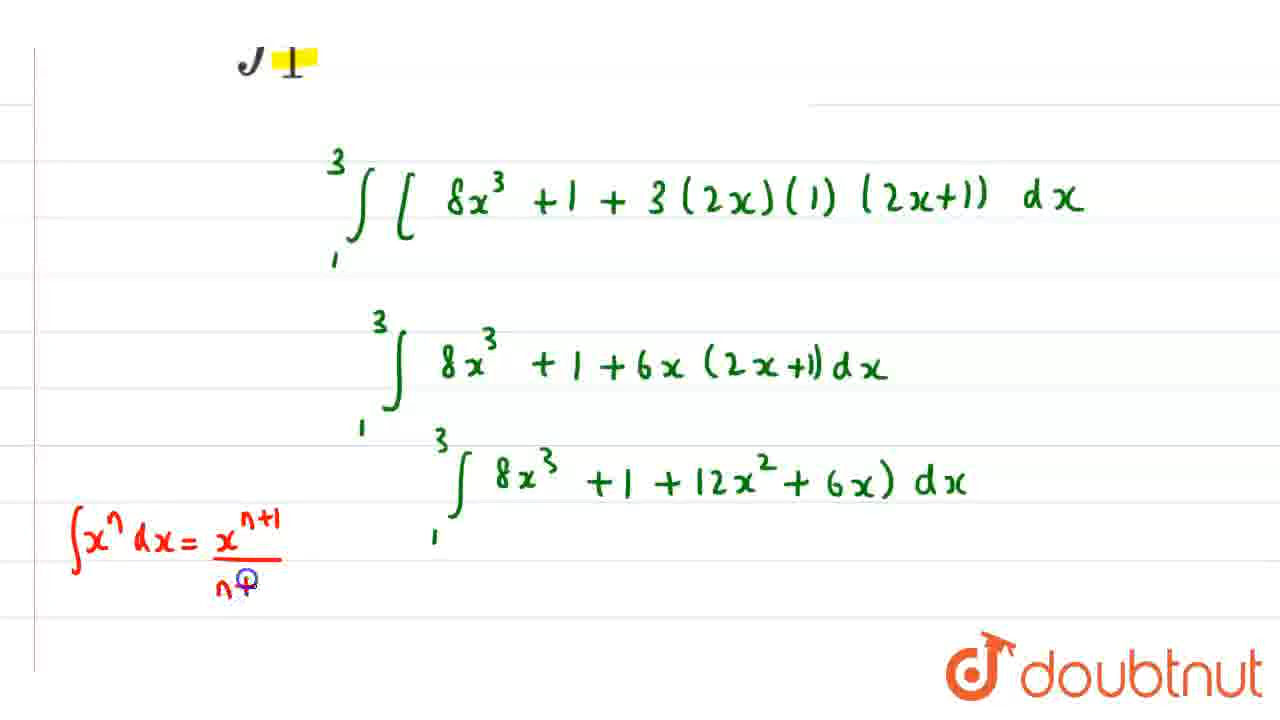 ∫1
∫₁³ [ 8x³ + 1 + 3(2x)(1) (2x+1) dx
∫₁³ 8x³ + 1 + 6x (2x+1) dx
∫₁³ 8x³ + 1 + 12x² + 6x) dx
∫xⁿ dx = xⁿ⁺¹/n+
doubtnut